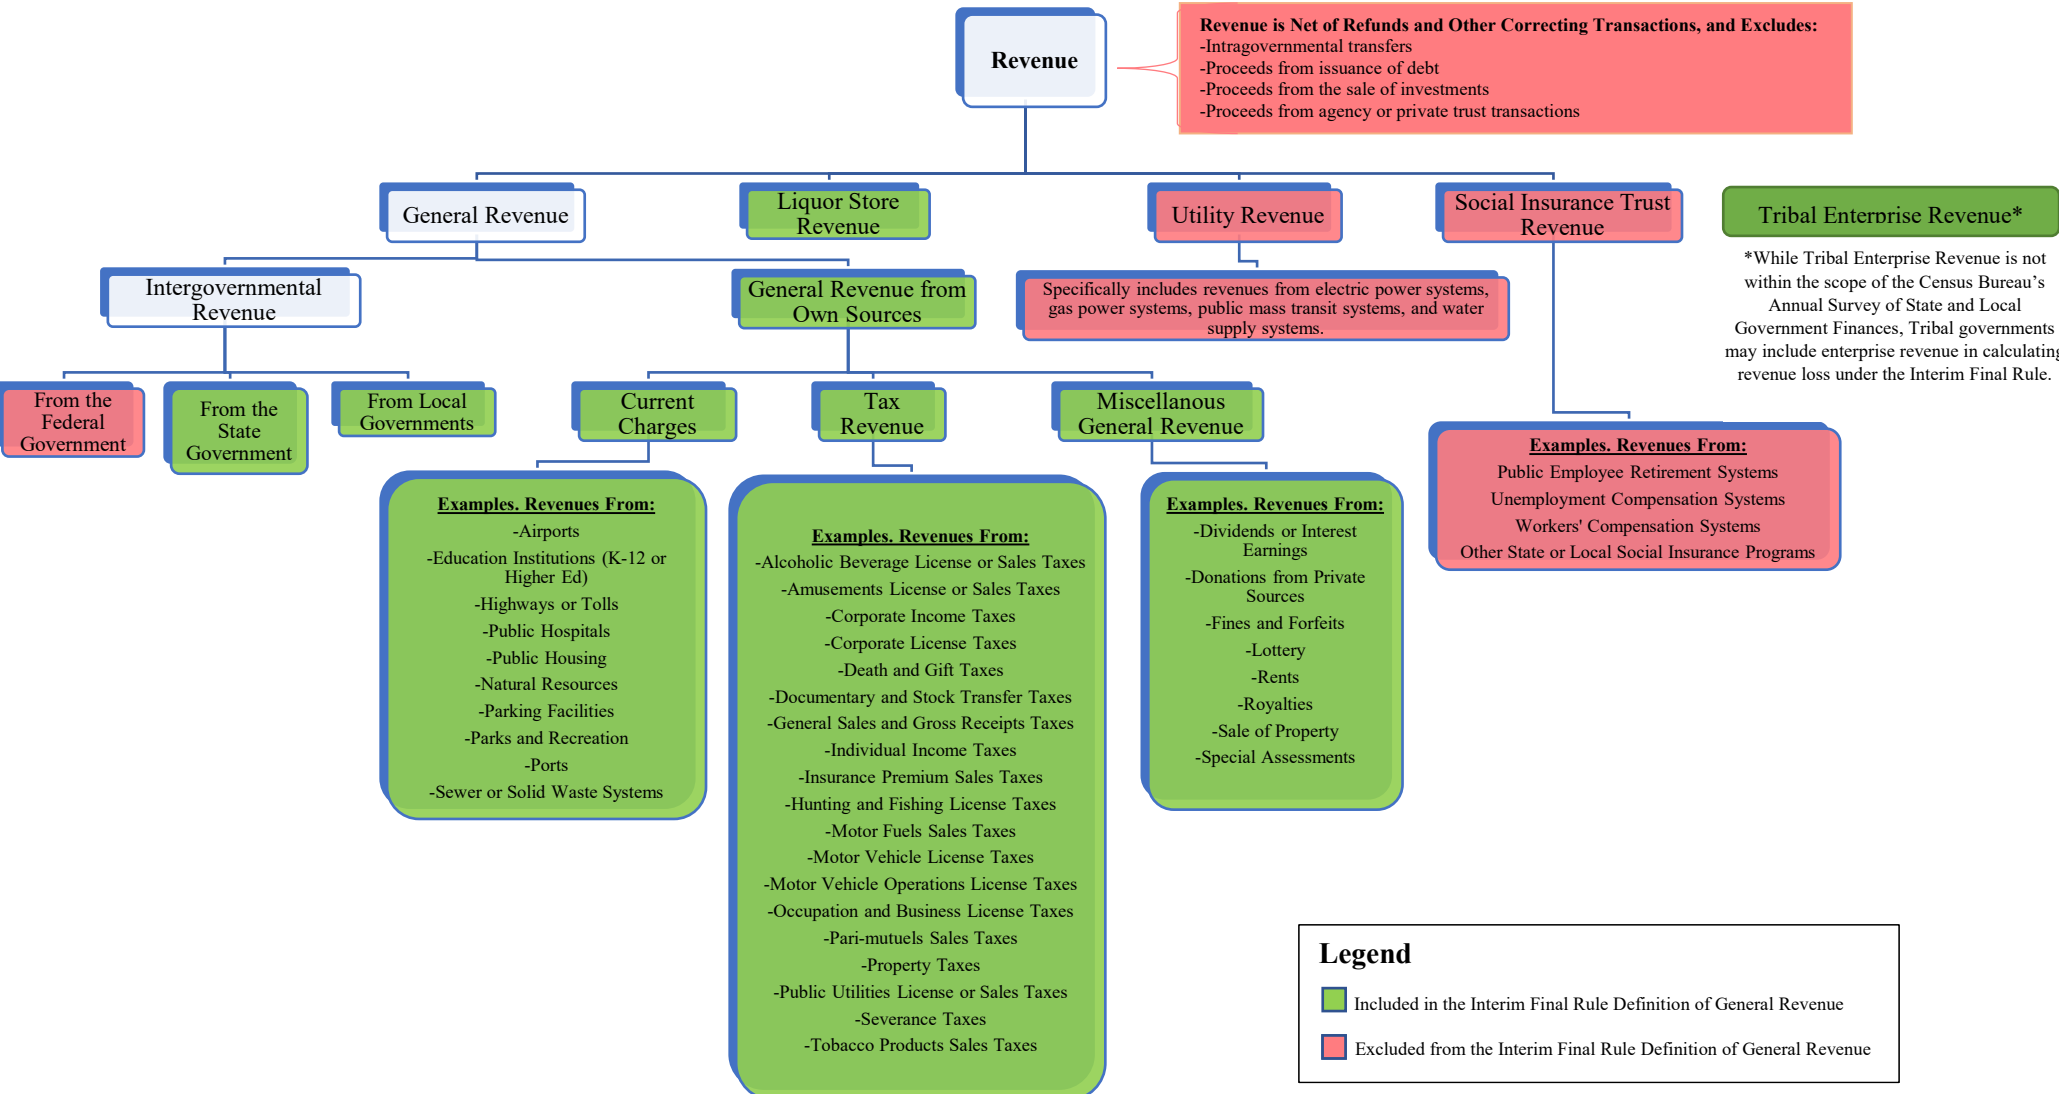 Revenue
Revenue is Net of Refunds and Other Correcting Transactions, and Excludes:
-Intragovernmental transfers
-Proceeds from issuance of debt
-Proceeds from the sale of investments
-Proceeds from agency or private trust transactions
General Revenue
Liquor Store
Revenue
Utility Revenue
Social Insurance Trust
Revenue
Tribal Enterprise Revenue*
*While Tribal Enterprise Revenue is not
within the scope of the Census Bureau’s
Annual Survey of State and Local
Government Finances, Tribal governments
may include enterprise revenue in calculating
revenue loss under the Interim Final Rule.
Intergovernmental
Revenue
General Revenue from
Own Sources
Specifically includes revenues from electric power systems,
gas power systems, public mass transit systems, and water
supply systems.
From the
Federal
Government
From the
State
Government
From Local
Governments
Current
Charges
Tax
Revenue
Miscellanous
General Revenue
Examples. Revenues From:
-Airports
-Education Institutions (K-12 or
Higher Ed)
-Highways or Tolls
-Public Hospitals
-Public Housing
-Natural Resources
-Parking Facilities
-Parks and Recreation
-Ports
-Sewer or Solid Waste Systems
Examples. Revenues From:
-Alcoholic Beverage License or Sales Taxes
-Amusements License or Sales Taxes
-Corporate Income Taxes
-Corporate License Taxes
-Death and Gift Taxes
-Documentary and Stock Transfer Taxes
-General Sales and Gross Receipts Taxes
-Individual Income Taxes
-Insurance Premium Sales Taxes
-Hunting and Fishing License Taxes
-Motor Fuels Sales Taxes
-Motor Vehicle License Taxes
-Motor Vehicle Operations License Taxes
-Occupation and Business License Taxes
-Pari-mutuels Sales Taxes
-Property Taxes
-Public Utilities License or Sales Taxes
-Severance Taxes
-Tobacco Products Sales Taxes
Examples. Revenues From:
-Dividends or Interest
Earnings
-Donations from Private
Sources
-Fines and Forfeits
-Lottery
-Rents
-Royalties
-Sale of Property
-Special Assessments
Examples. Revenues From:
Public Employee Retirement Systems
Unemployment Compensation Systems
Workers' Compensation Systems
Other State or Local Social Insurance Programs
Legend
Included in the Interim Final Rule Definition of General Revenue
Excluded from the Interim Final Rule Definition of General Revenue